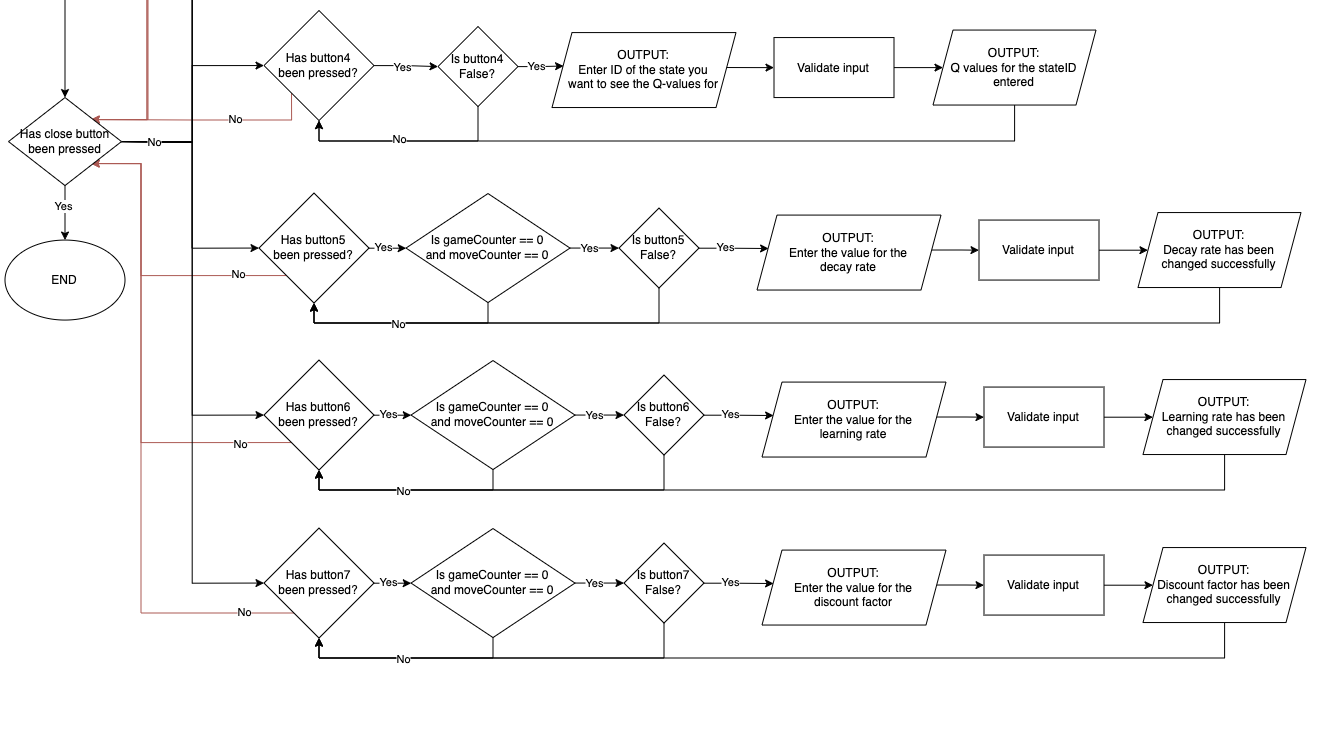 Has button4
been pressed?
Yes
Is button4
False?
Yes
OUTPUT:
Enter ID of the state you
want to see the Q-values for
Validate input
OUTPUT:
Q values for the stateID
entered
No
No
Has close button
been pressed
No
Yes
END
Has button5
been pressed?
Yes
Is gameCounter == 0
and moveCounter == 0
Yes
Is button5
False?
Yes
OUTPUT:
Enter the value for the
decay rate
Validate input
OUTPUT:
Decay rate has been
changed successfully
No
No
Has button6
been pressed?
Yes
Is gameCounter == 0
and moveCounter == 0
Yes
Is button6
False?
Yes
OUTPUT:
Enter the value for the
learning rate
Validate input
OUTPUT:
Learning rate has been
changed successfully
No
No
Has button7
been pressed?
Yes
Is gameCounter == 0
and moveCounter == 0
Yes
Is button7
False?
Yes
OUTPUT:
Enter the value for the
discount factor
Validate input
OUTPUT:
Discount factor has been
changed successfully
No
No